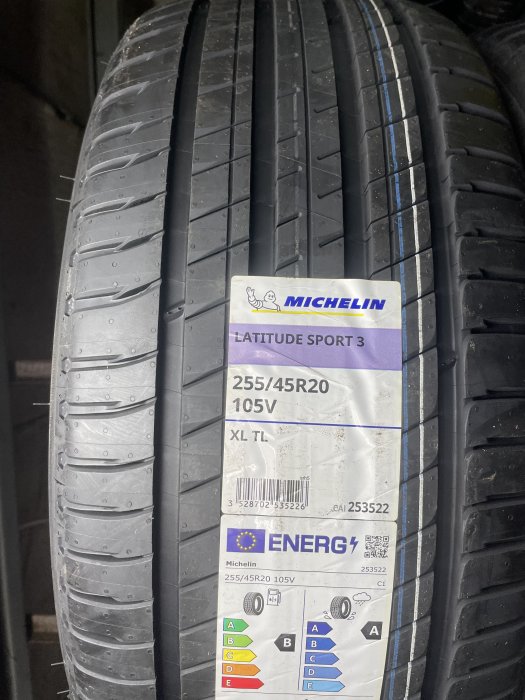 MICHELIN
LATITUDE SPORT 3
255/45R20
105V
XL TL
3 528702 535226
CAI 253522
ENERG
Michelin 253522
255/45R20 105V C1
A A
B B B A
C C
D D
E E